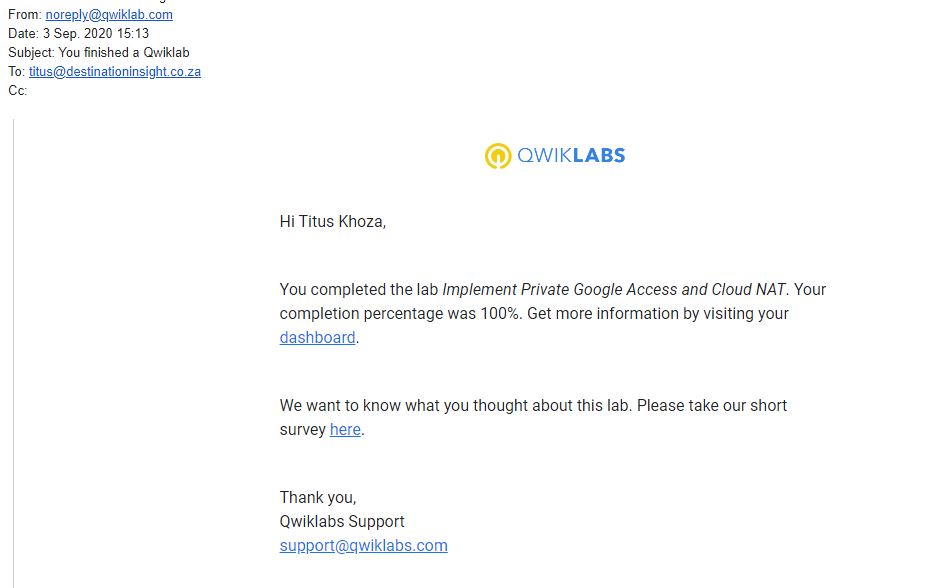 From: noreply@qwiklab.com
Date: 3 Sep. 2020 15:13
Subject: You finished a Qwiklab
To: titus@destinationinsight.co.za
Cc:
QWIKLABS
Hi Titus Khoza,
You completed the lab Implement Private Google Access and Cloud NAT. Your
completion percentage was 100%. Get more information by visiting your
dashboard.
We want to know what you thought about this lab. Please take our short
survey here.
Thank you,
Qwiklabs Support
support@qwiklabs.com